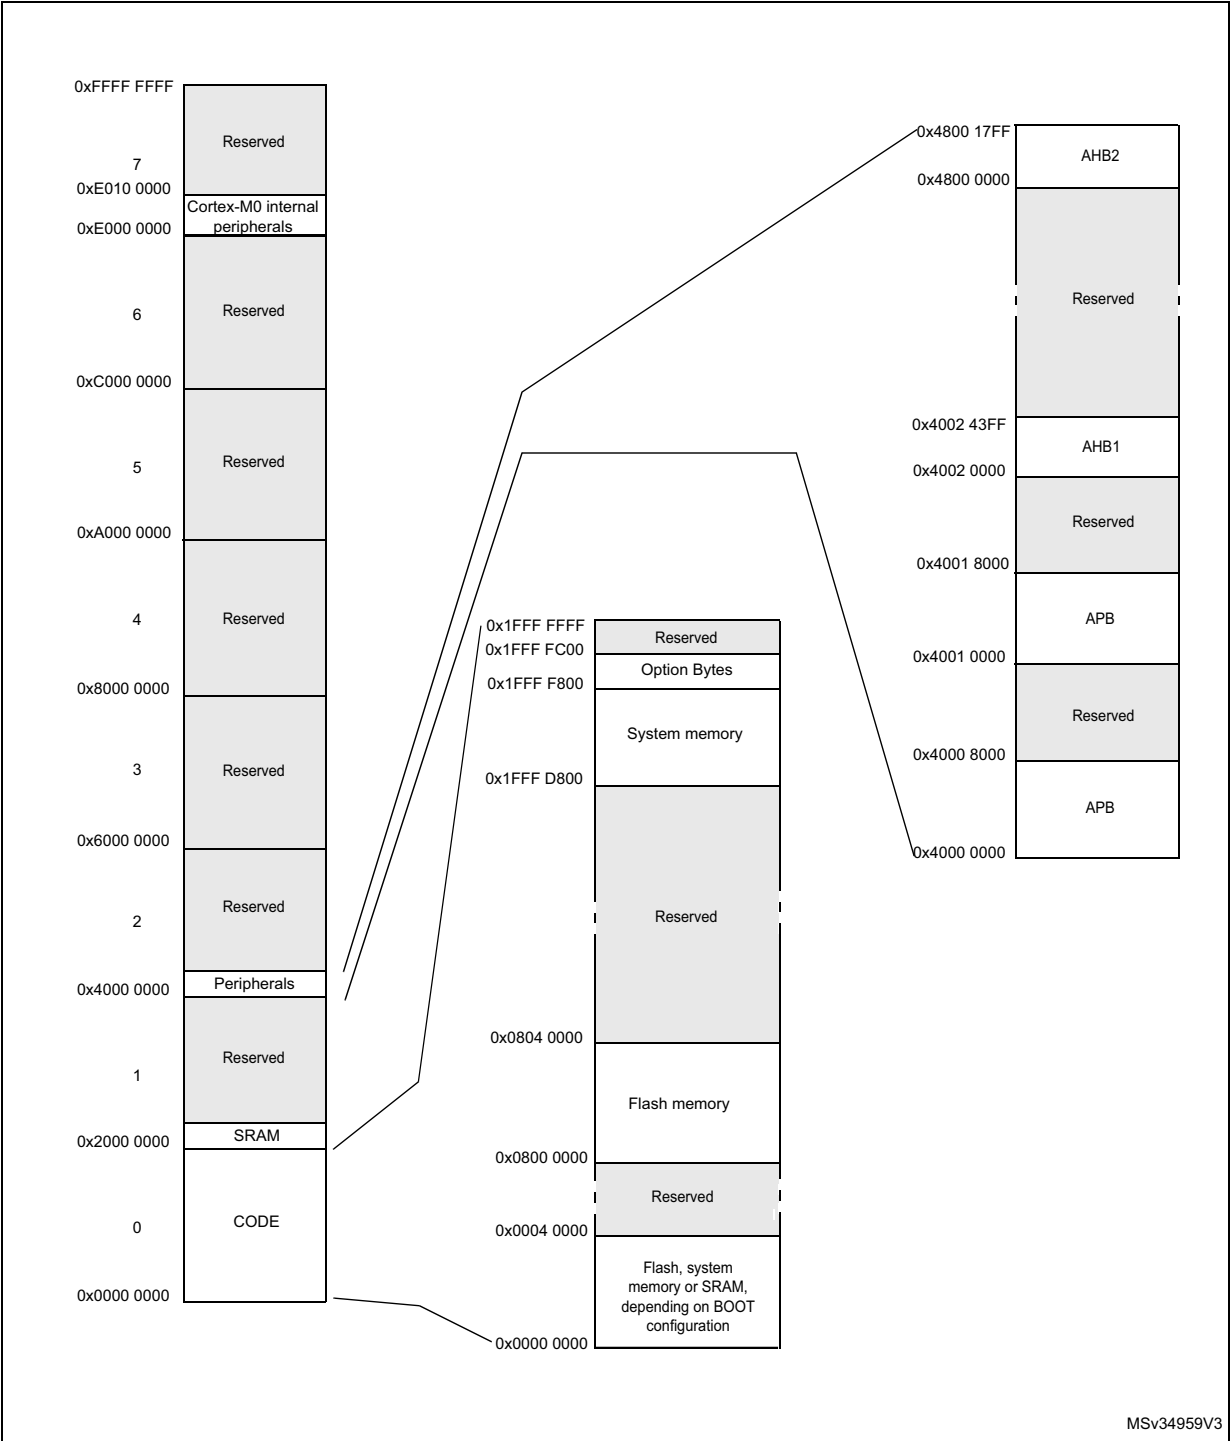 0xFFFF FFFF
Reserved
7
0xE010 0000
Cortex-M0 internal
peripherals
0xE000 0000
Reserved
6
0xC000 0000
Reserved
5
0xA000 0000
Reserved
4
0x8000 0000
Reserved
3
0x6000 0000
Reserved
2
Peripherals
0x4000 0000
Reserved
1
SRAM
0x2000 0000
CODE
0
0x0000 0000
0x1FFF FFFF
Reserved
0x1FFF FC00
Option Bytes
0x1FFF F800
System memory
0x1FFF D800
Reserved
0x0804 0000
Flash memory
0x0800 0000
Reserved
0x0004 0000
Flash, system
memory or SRAM,
depending on BOOT
configuration
0x0000 0000
0x4800 17FF
AHB2
0x4800 0000
Reserved
0x4002 43FF
AHB1
0x4002 0000
Reserved
0x4001 8000
APB
0x4001 0000
Reserved
0x4000 8000
APB
0x4000 0000
MSv34959V3